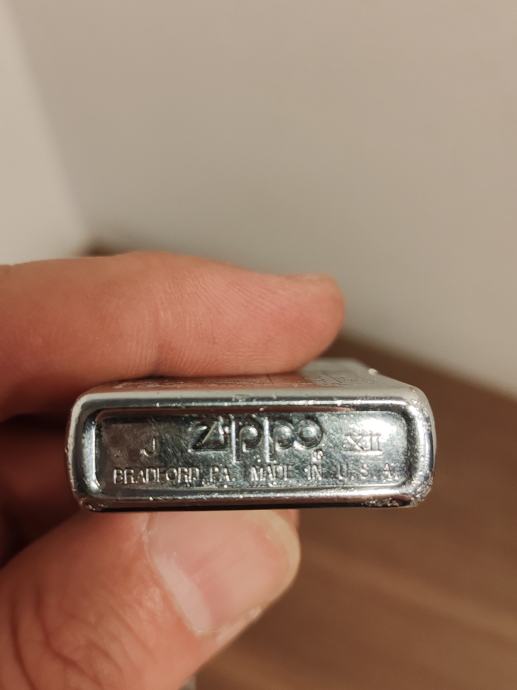 J Zippo XII
BRADFORD, PA. MADE IN U.S.A.